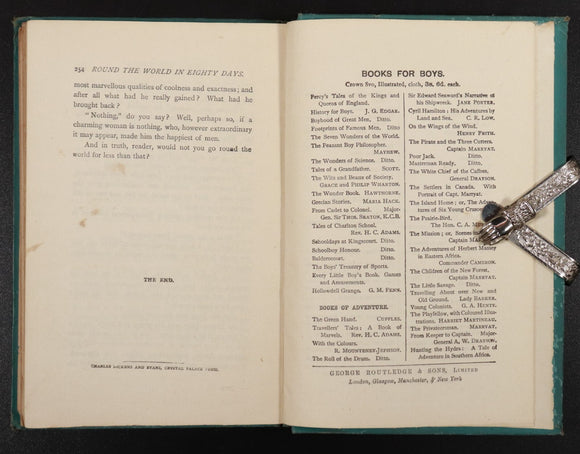 254 ROUND THE WORLD IN EIGHTY DAYS.
most marvellous qualities of coolness and exactness; and
after all what had he really gained? What had he
brought back?
"Nothing," do you say? Well, perhaps so, if a
charming woman is nothing, who, however extraordinary
it may appear, made him the happiest of men.
And in truth, reader, would not you go round the
world for less than that?
THE END.
CHARLES DICKENS AND EVANS, CRYSTAL PALACE PRESS.
BOOKS FOR BOYS.
Crown 8vo, Illustrated, cloth, 3s. 6d. each.
Percy's Tales of the Kings and
Queens of England.
History for Boys. J. G. EDGAR.
Boyhood of Great Men, Ditto.
Footprints of Famous Men, Ditto.
The Seven Wonders of the World.
The Peasant Boy Philosopher.
MAYHEW.
The Wonders of Science. Ditto.
Tales of a Grandfather. SCOTT.
The Wits and Beaux of Society.
GRACE and PHILIP WHARTON.
The Wonder Book. HAWTHORNE.
Grecian Stories. MARIA HACK.
From Cadet to Colonel. Major-
Gen. Sir THOS. SEATON, K.C.B.
Tales of Charlton School.
Rev. H. C. ADAMS.
Schooldays at Kingscourt. Ditto.
Schoolboy Honour. Ditto.
Balderscourt. Ditto.
The Boys' Treasury of Sports.
Every Little Boy's Book. Games
and Amusements.
Hollowdell Grange. G. M. FENN.
BOOKS OF ADVENTURE.
The Green Hand. CUPPLES.
Travellers' Tales: A Book of
Marvels. Rev. H. C. ADAMS.
With the Colours.
R. MOUNTENEY-JEPHSON.
The Roll of the Drum. Ditto.
Sir Edward Seaward's Narrative of
his Shipwreck. JANE PORTER.
Cyril Hamilton: His Adventures by
Land and Sea. C. R. LOW.
On the Wings of the Wind.
HENRY FRITH.
The Pirate and the Three Cutters.
Captain MARRYAT.
Poor Jack. Ditto.
Masterman Ready. Ditto.
The White Chief of the Caffres,
General DRAYSON.
The Settlers in Canada. With
Portrait of Capt. Marryat.
The Island Home; or, The Adven-
tures of Six Young Crusoes
The Prairie-Bird.
The Hon. C. A.
The Mission; or, Scenes in
Captain MARRYAT.
The Adventures of Herbert Massey
in Eastern Africa.
Commander CAMERON.
The Children of the New Forest,
Captain MARRYAT.
The Little Savage. Ditto.
Travelling About over New and
Old Ground. Lady BARKER.
Young Colonists. G. A. HENTY.
The Playfellow, with Coloured Illus-
trations, HARRIET MARTINEAU.
The Privateersman. MARRYAT.
From Keeper to Captain. Major-
General A. W. DRAYSON.
Hunting the Hydra: A Tale of
Adventure in Southern Africa.
GEORGE ROUTLEDGE & SONS, LIMITED
London, Glasgow, Manchester, & New York